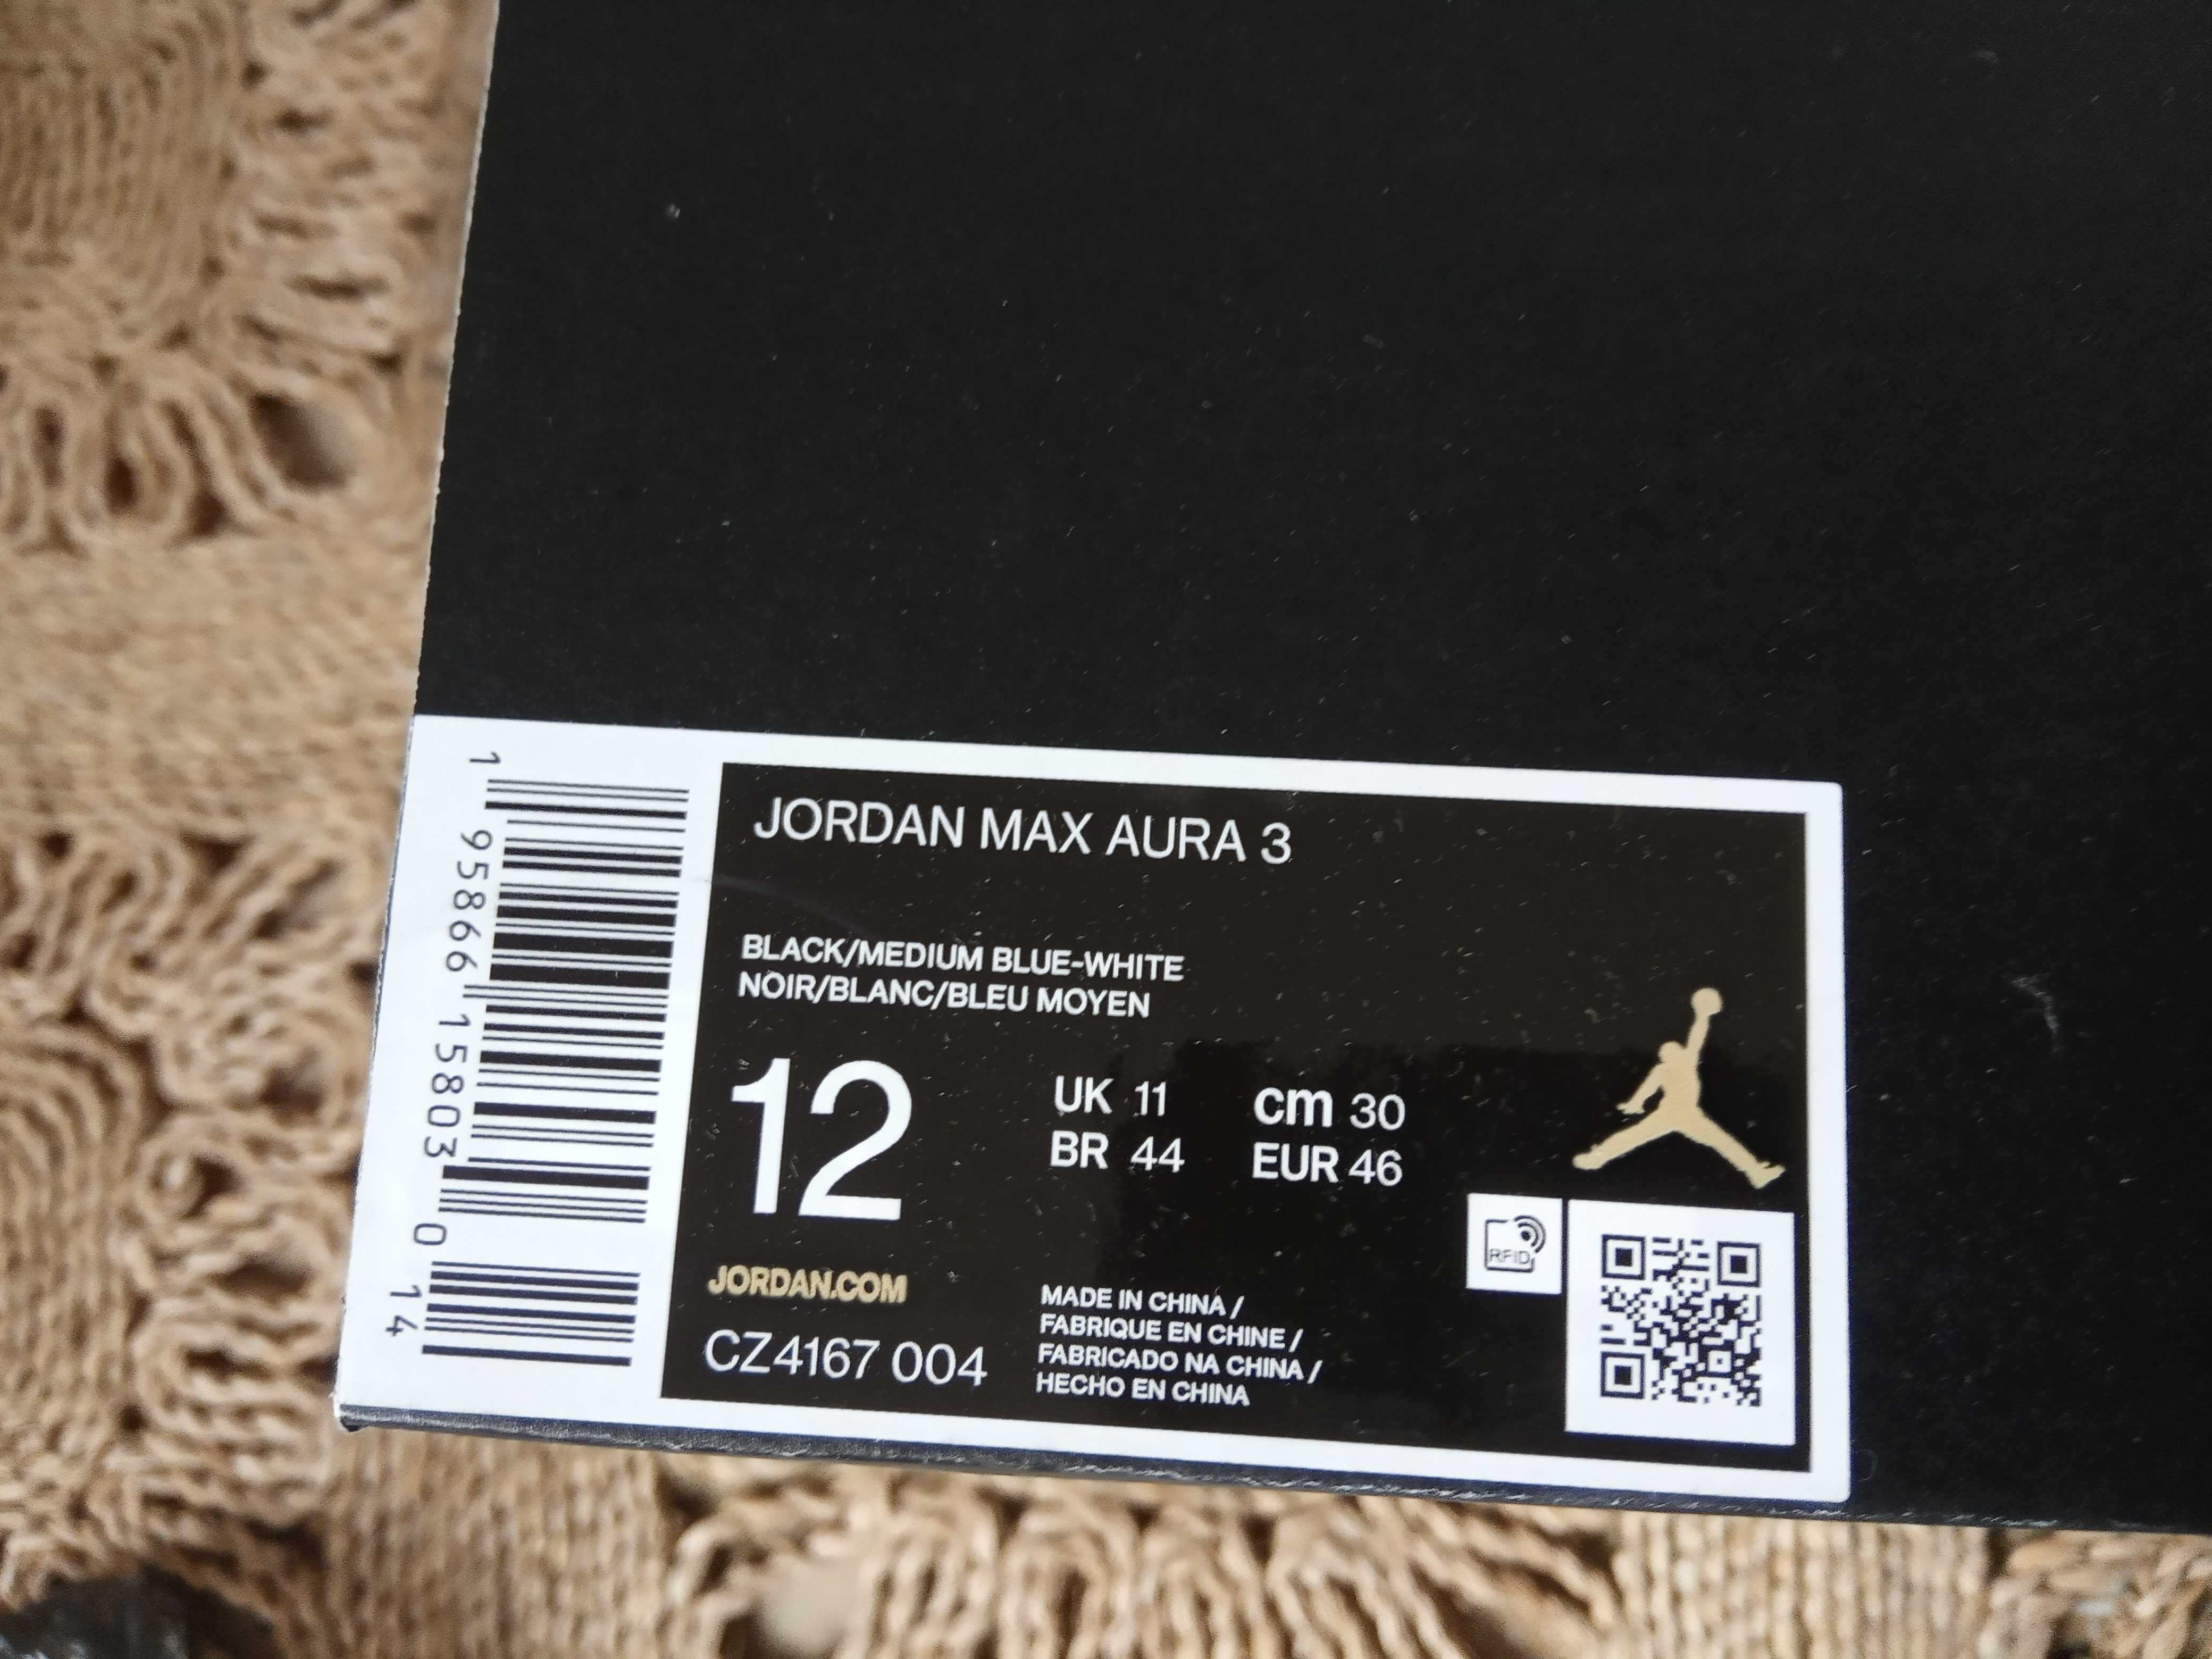 JORDAN MAX AURA 3
BLACK/MEDIUM BLUE-WHITE
NOIR/BLANC/BLEU MOYEN
12
UK 11
cm 30
BR 44
EUR 46
JORDAN.COM
CZ4167 004
MADE IN CHINA /
FABRIQUE EN CHINE /
FABRICADO NA CHINA /
HECHO EN CHINA
RFID
1 95866 15803 0 14